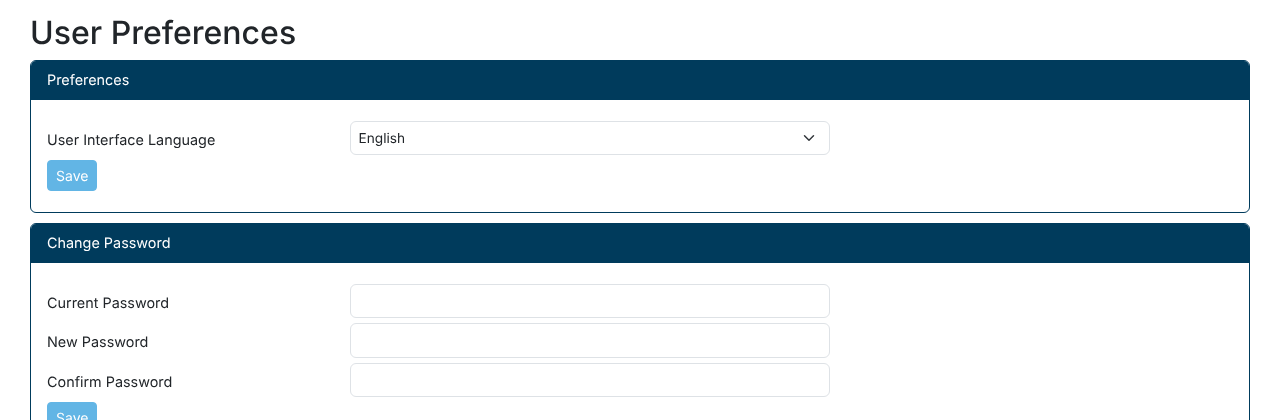 User Preferences
Preferences
User Interface Language
English
Save
Change Password
Current Password
New Password
Confirm Password
Save